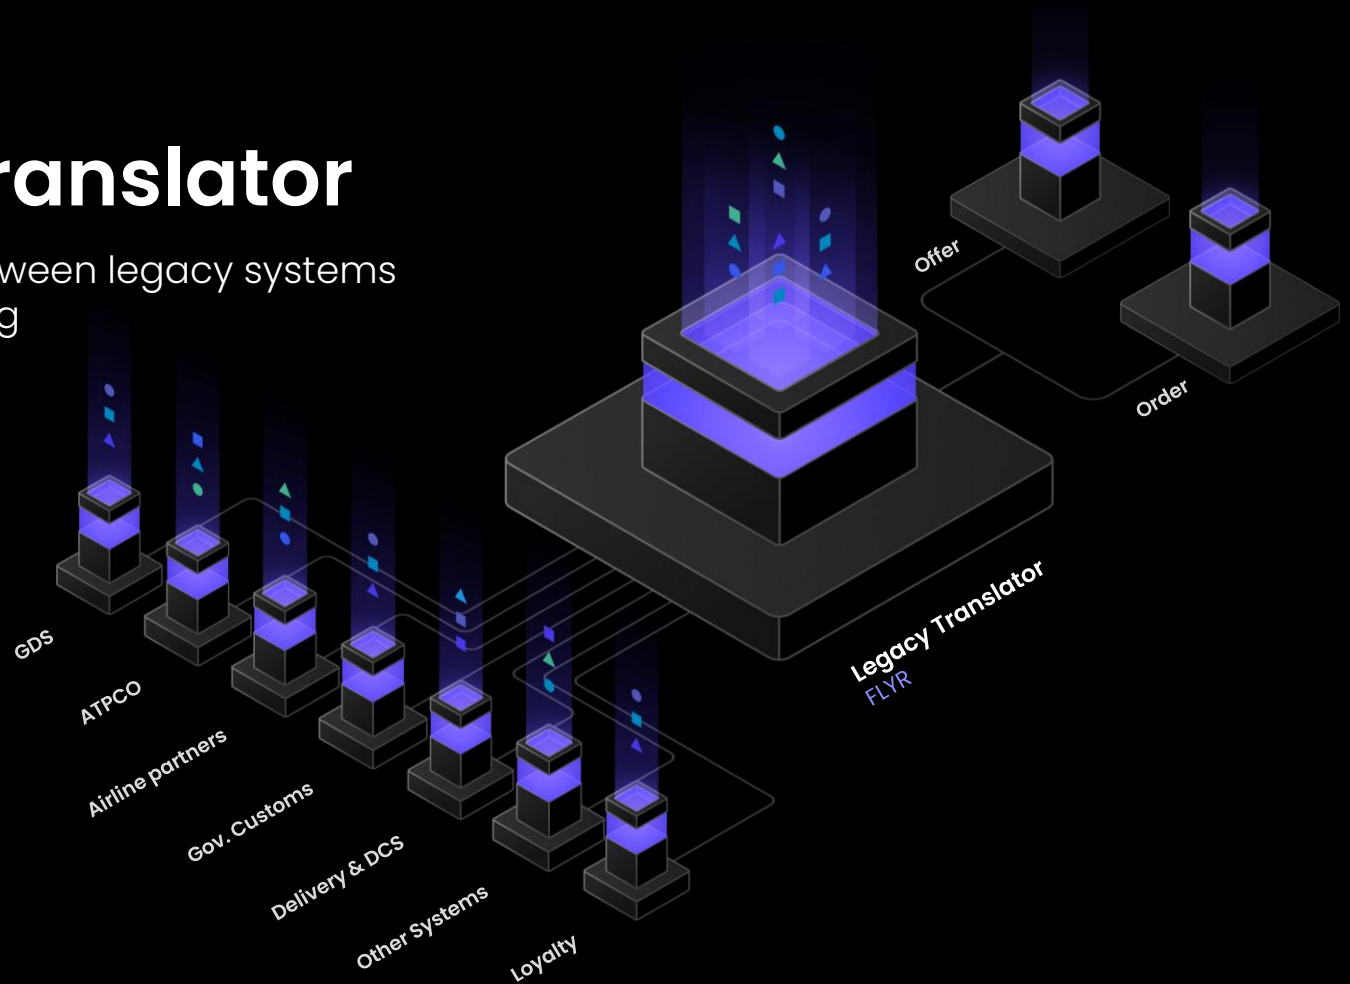 ranslator
ween legacy systems
g
Offer
Order
Legacy Translator
FLYR
GDS
ATPCO
Airline partners
Gov. Customs
Delivery & DCS
Other Systems
Loyalty